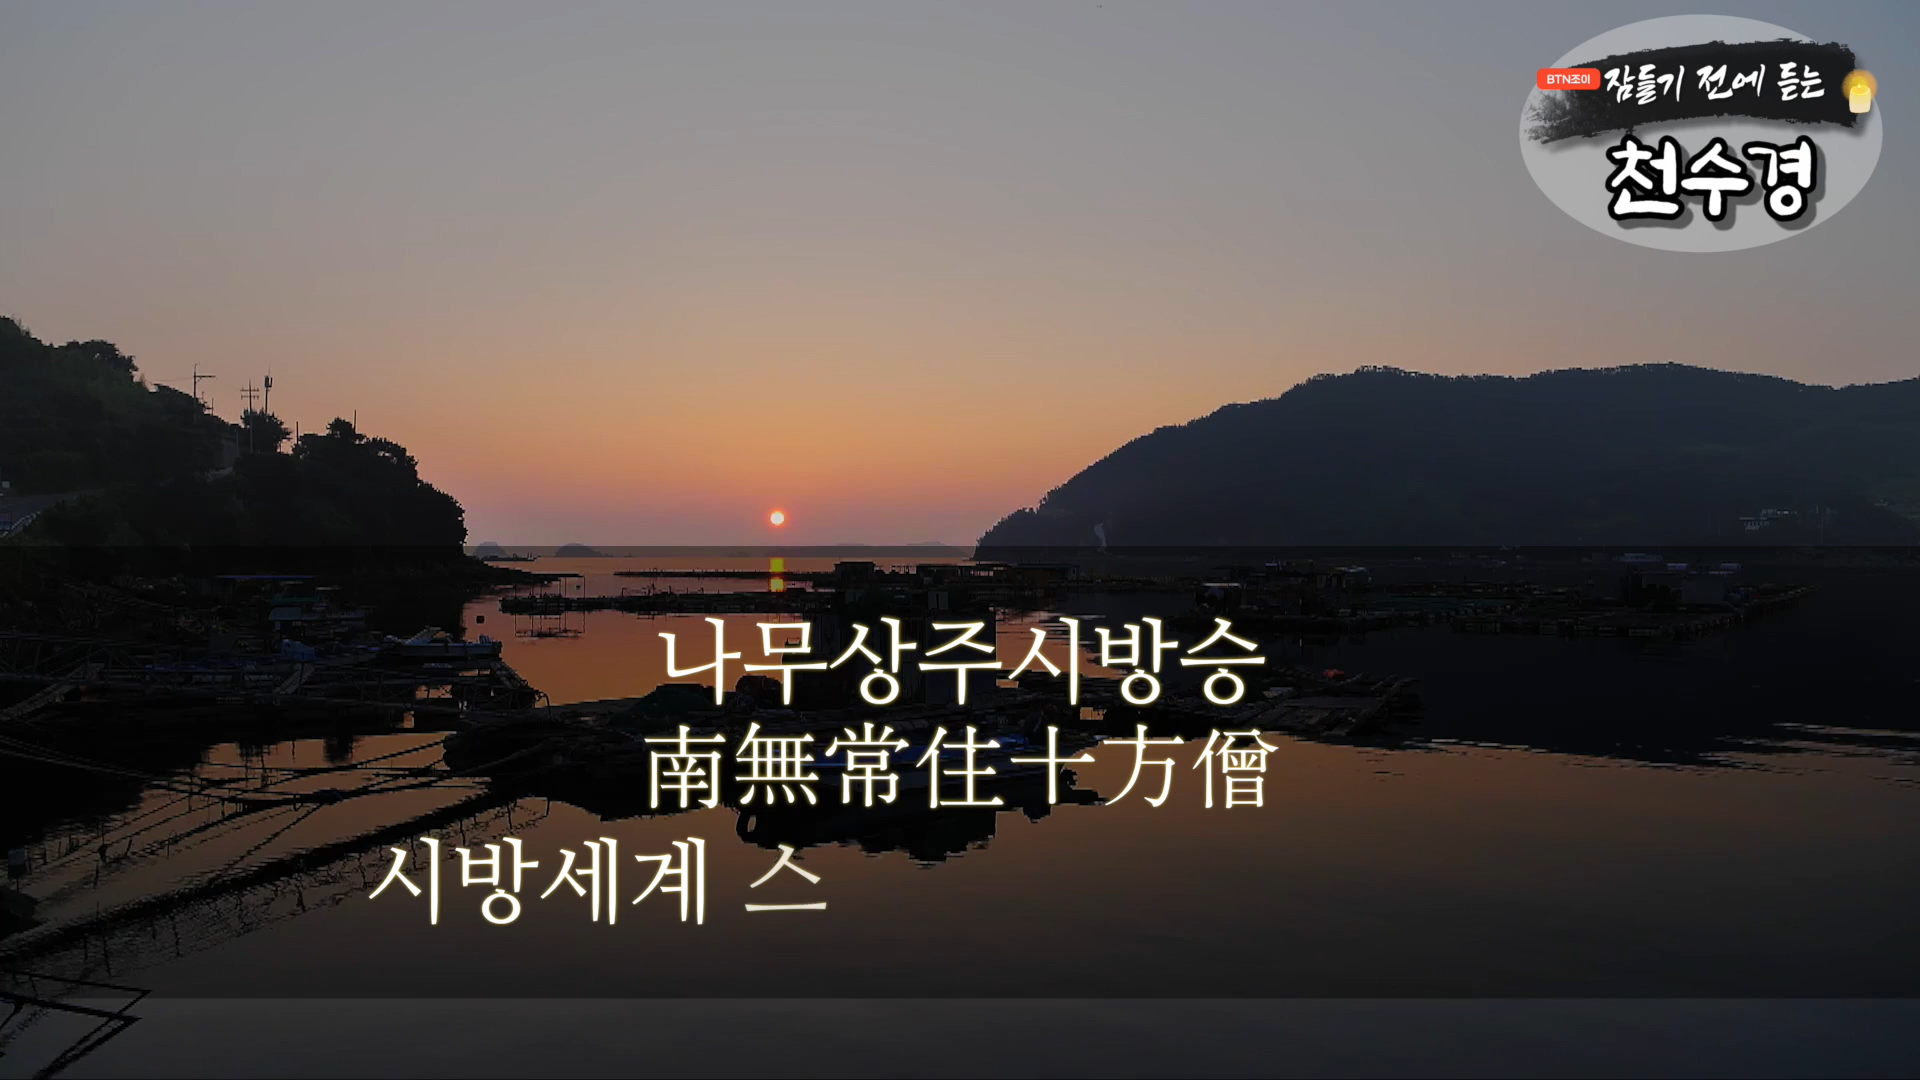 BTN조이
잠들기 전에 듣는
천수경
나무상주시방승
南無常住十方僧
시방세계 스